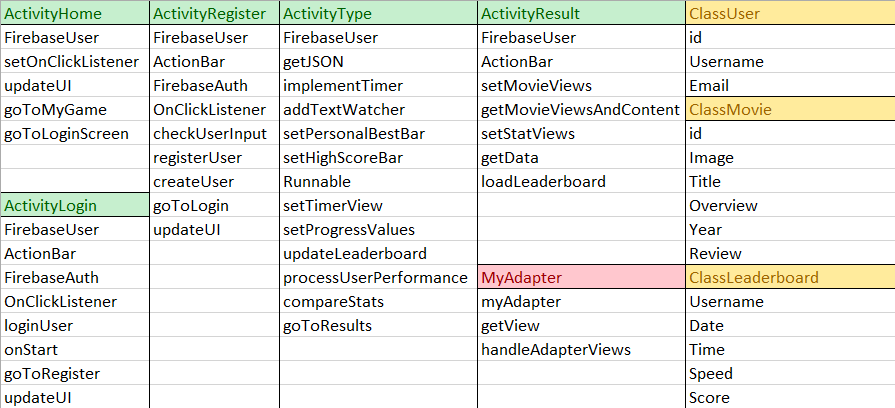 ActivityHome ActivityRegister ActivityType ActivityResult ClassUser
FirebaseUser FirebaseUser FirebaseUser FirebaseUser id
setOnClickListener ActionBar getJSON ActionBar Username
updateUI FirebaseAuth implementTimer setMovieViews Email
goToMyGame OnClickListener addTextWatcher getMovieViewsAndContent ClassMovie
goToLoginScreen checkUserInput setPersonalBestBar setStatViews id
registerUser setHighScoreBar getData Image
createUser Runnable loadLeaderboard Title
ActivityLogin goToLogin setTimerView Overview
FirebaseUser updateUI setProgressValues Year
ActionBar updateLeaderboard Review
FirebaseAuth processUserPerformance MyAdapter ClassLeaderboard
OnClickListener compareStats myAdapter Username
loginUser goToResults getView Date
onStart handleAdapterViews Time
goToRegister Speed
updateUI Score